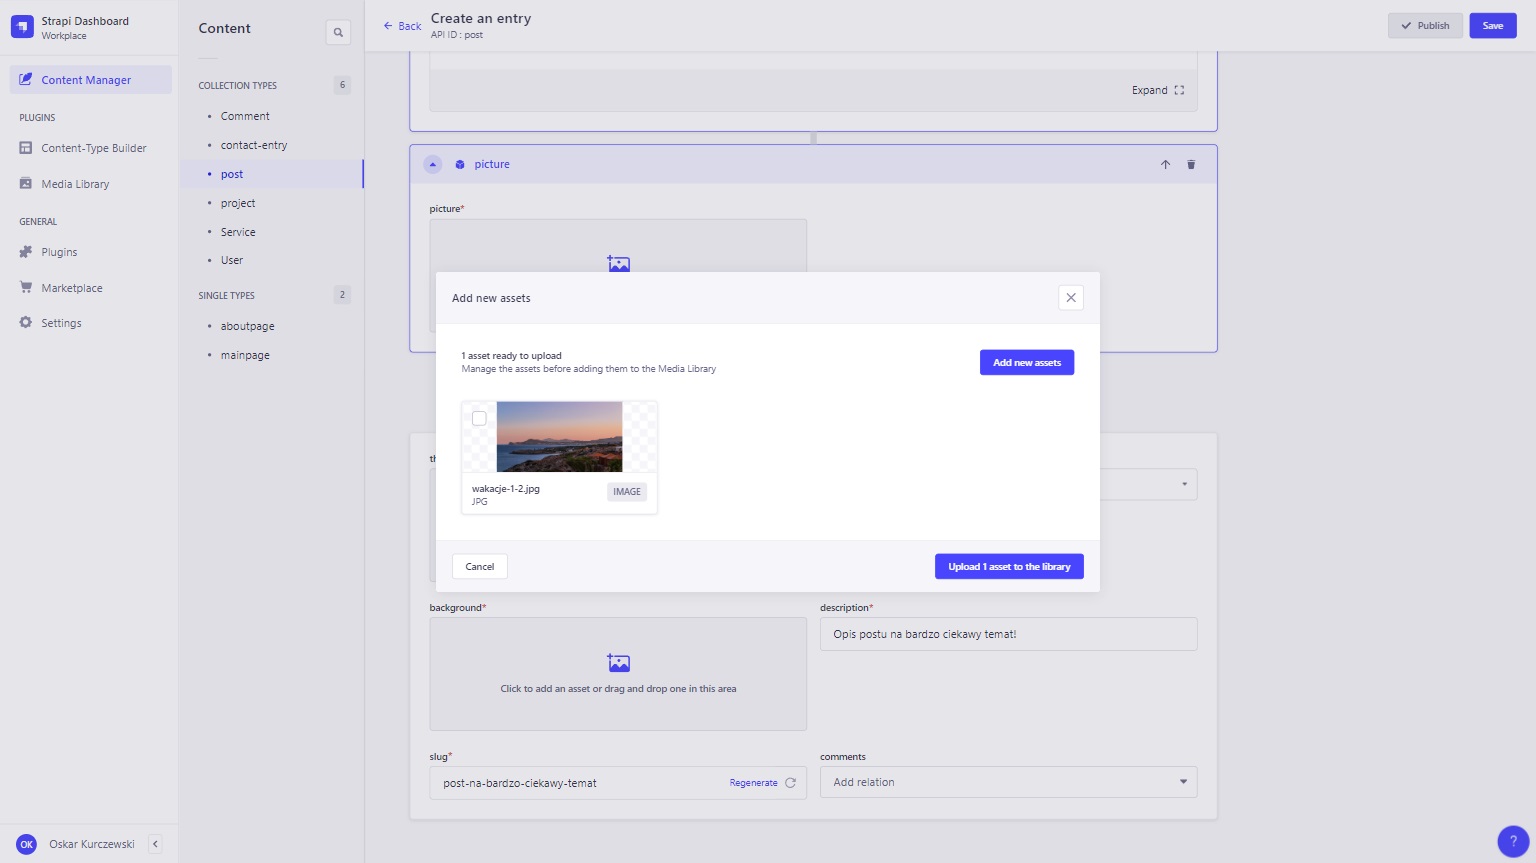 Strapi Dashboard
Workplace
Content Manager
PLUGINS
Content-Type Builder
Media Library
GENERAL
Plugins
Marketplace
Settings
OK Oskar Kurczewski
Content
COLLECTION TYPES 6
Comment
contact-entry
post
project
Service
User
SINGLE TYPES 2
aboutpage
mainpage
Back
Create an entry
API ID : post
Publish
Save
Expand
picture
picture*
Add new assets
1 asset ready to upload
Manage the assets before adding them to the Media Library
Add new assets
wakacje-1-2.jpg
JPG
IMAGE
Cancel
Upload 1 asset to the library
background*
Click to add an asset or drag and drop one in this area
description*
Opis postu na bardzo ciekawy temat!
slug*
post-na-bardzo-ciekawy-temat
Regenerate
comments
Add relation
?